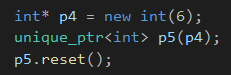 int* p4 = new int(6);
unique_ptr<int> p5(p4);
p5.reset();